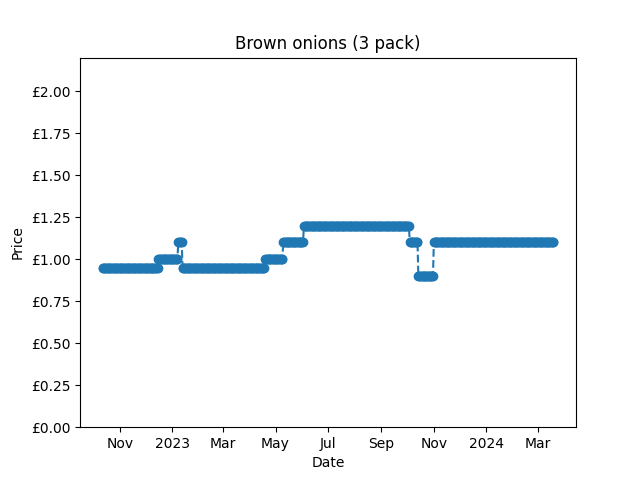 Brown onions (3 pack)
£2.00
£1.75
£1.50
£1.25
£1.00
£0.75
£0.50
£0.25
£0.00
Price
Nov 2023 Mar May Jul Sep Nov 2024 Mar
Date